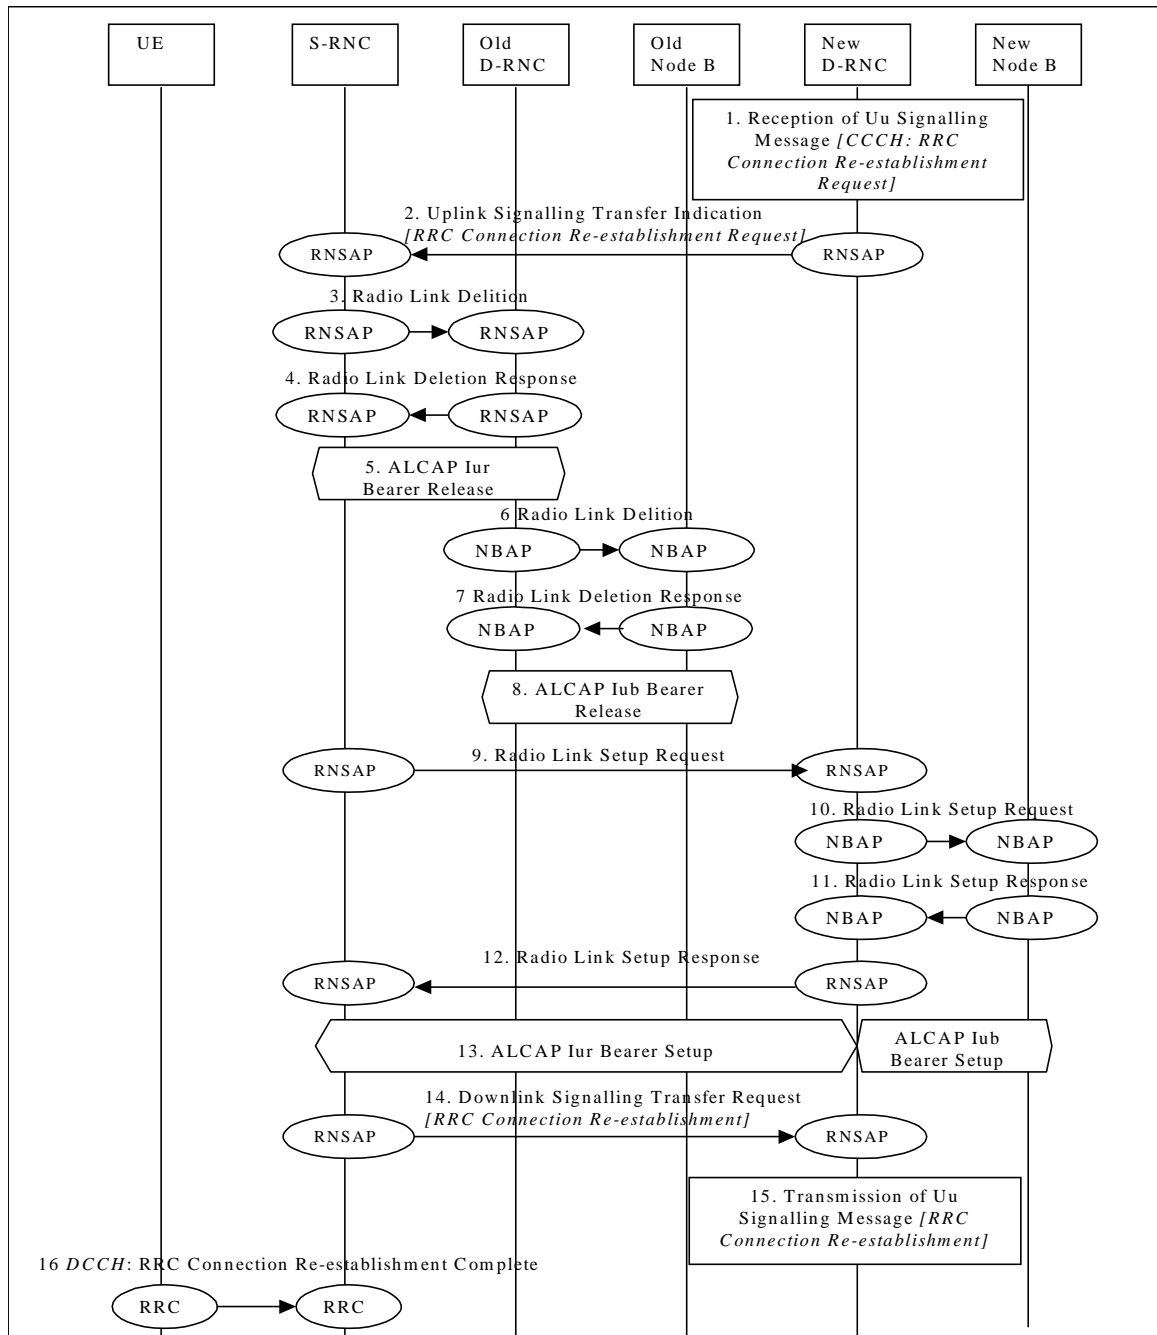 UE
S-RNC
Old
D-RNC
Old
Node B
New
D-RNC
New
Node B
1. Reception of Uu Signalling
Message [CCCH: RRC
Connection Re-establishment
Request]
2. Uplink Signalling Transfer Indication
[RRC Connection Re-establishment Request]
RNSAP
RNSAP
3. Radio Link Delition
RNSAP
RNSAP
4. Radio Link Deletion Response
RNSAP
RNSAP
5. ALCAP Iur
Bearer Release
6 Radio Link Delition
NBAP
NBAP
7 Radio Link Deletion Response
NBAP
NBAP
8. ALCAP Iub Bearer
Release
9. Radio Link Setup Request
RNSAP
RNSAP
10. Radio Link Setup Request
NBAP
NBAP
11. Radio Link Setup Response
NBAP
NBAP
12. Radio Link Setup Response
RNSAP
RNSAP
13. ALCAP Iur Bearer Setup
ALCAP Iub
Bearer Setup
14. Downlink Signalling Transfer Request
[RRC Connection Re-establishment]
RNSAP
RNSAP
15. Transmission of Uu
Signalling Message [RRC
Connection Re-establishment]
16 DCCH: RRC Connection Re-establishment Complete
RRC
RRC